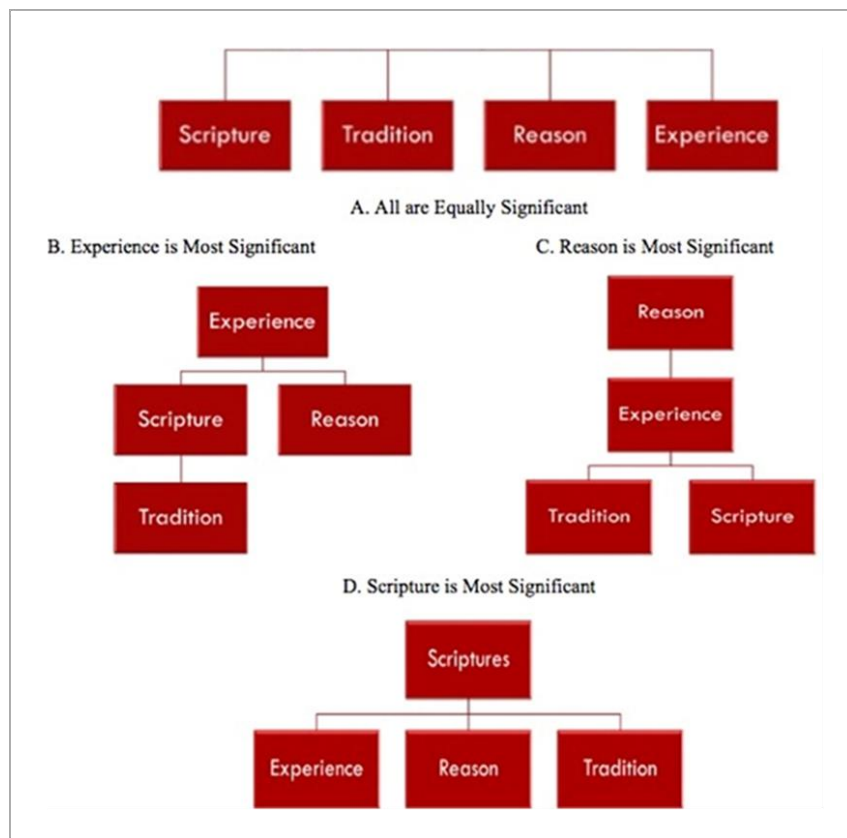 Scripture Tradition Reason Experience
A. All are Equally Significant
B. Experience is Most Significant
Experience
Scripture Reason
Tradition
C. Reason is Most Significant
Reason
Experience
Tradition Scripture
D. Scripture is Most Significant
Scriptures
Experience Reason Tradition